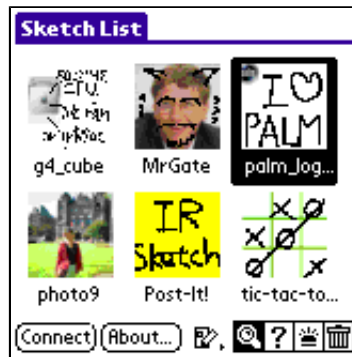 Sketch List
I ♡
PALM
g4_cube
MrGate
palm_log...
IR
Sketch
photo9
Post-It!
tic-tac-to...
Connect
About...
?